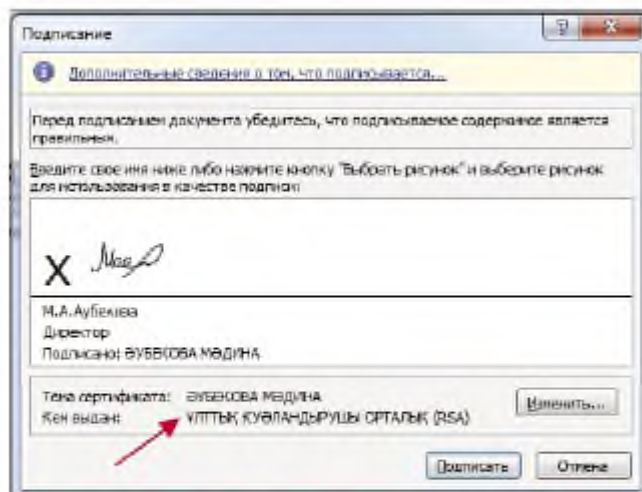 Подписание
Дополнительные сведения о том, что подписывается...
Перед подписанием документа убедитесь, что подписываемое содержимое является
правильным.
Введите свое имя ниже либо нажмите кнопку "Выбрать рисунок" и выберите рисунок
для использования в качестве подписи:
X
М.А.Аубекова
Директор
Подписано: ӘУБЕКОВА МӘДИНА
Тема сертификата: ӘУБЕКОВА МӘДИНА
Изменить...
Кем выдан: ҰЛТТЫҚ КУӘЛАНДЫРУШЫ ОРТАЛЫҚ (RSA)
Подписать Отмена